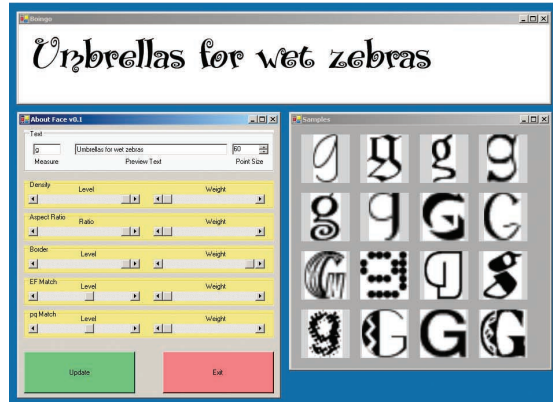 Boingo
Umbrellas for wet zebras
About Face v0.1
Text
g Umbrellas for wet zebras 60
Measure Preview Text Point Size
Density Level Weight
Aspect Ratio Ratio Weight
Border Level Weight
EF Match Level Weight
pq Match Level Weight
Update Exit
Samples
g g g g
g g G G
G g g g
g G G G